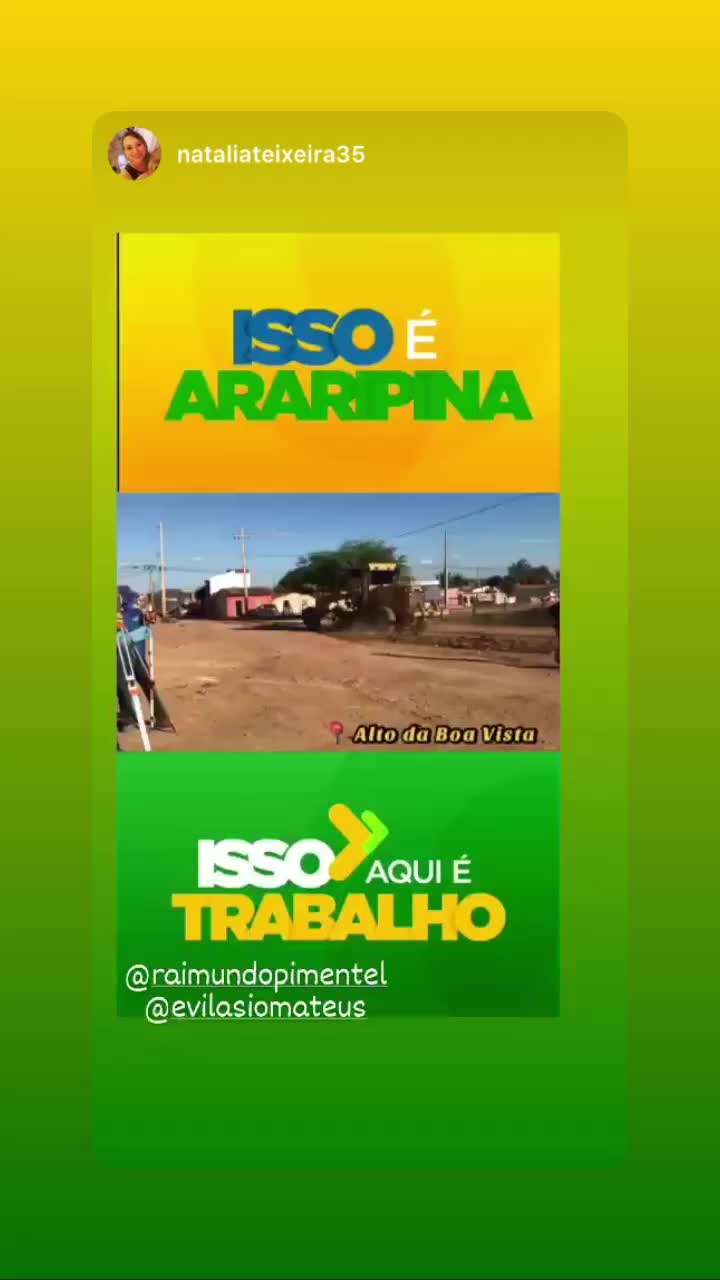 nataliateixeira35
ISSO É
ARARIPINA
Alto da Boa Vista
ISSO AQUI É
TRABALHO
@raimundopimentel
@evilasiomateus